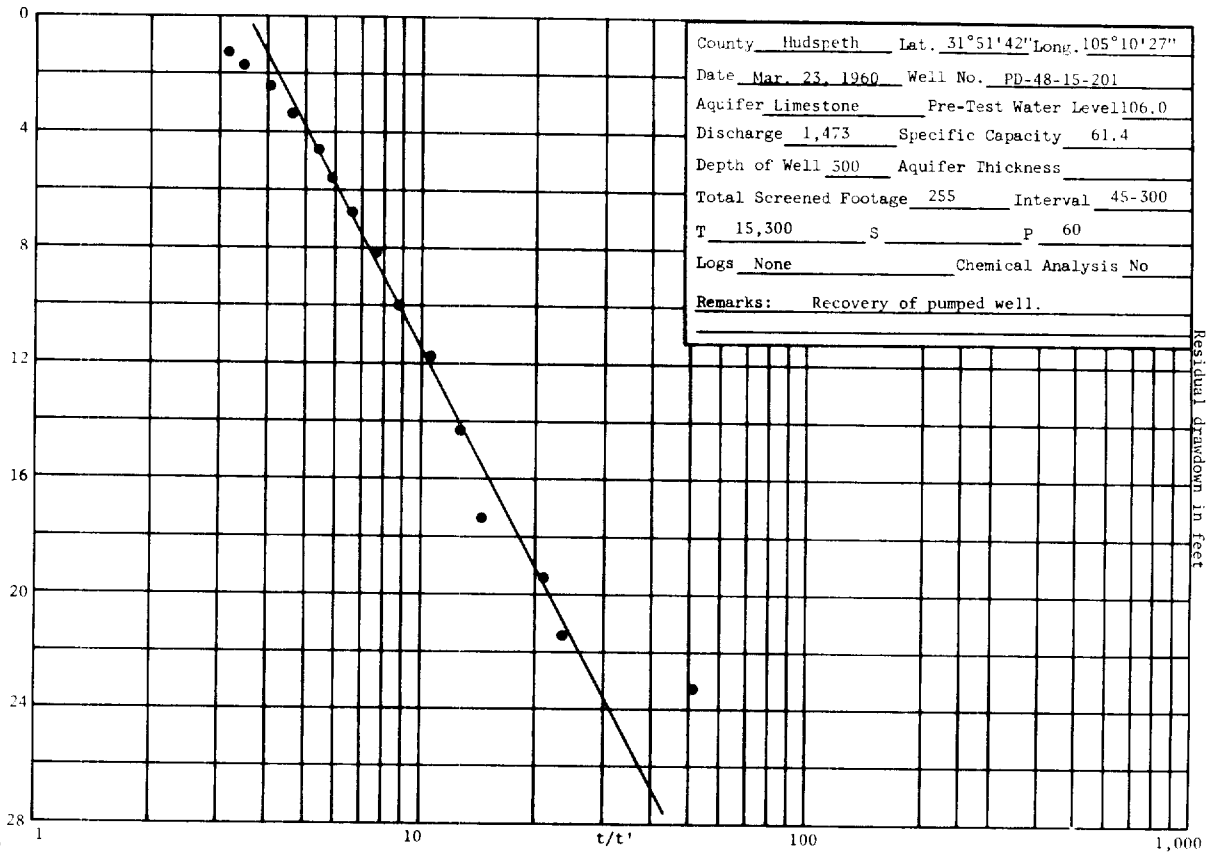 County Hudspeth Lat. 31°51'42" Long. 105°10'27"
Date Mar. 23, 1960 Well No. PD-48-15-201
Aquifer Limestone Pre-Test Water Level 106.0
Discharge 1,473 Specific Capacity 61.4
Depth of Well 300 Aquifer Thickness
Total Screened Footage 255 Interval 45-300
T 15,300 S P 60
Logs None Chemical Analysis No
Remarks: Recovery of pumped well.
0
4
8
12
16
20
24
28
Residual drawdown in feet
1 10 t/t' 100 1,000